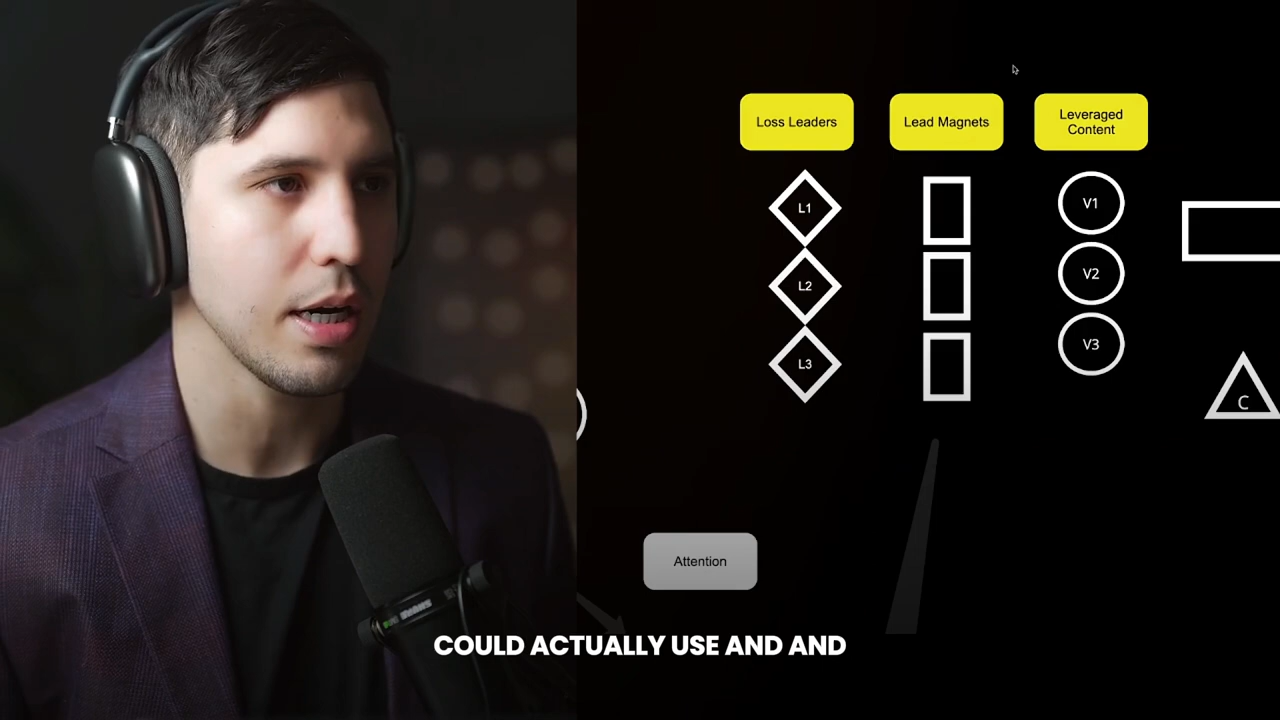 Loss Leaders
Lead Magnets
Leveraged
Content
L1
V1
L2
V2
L3
V3
C
Attention
COULD ACTUALLY USE AND AND